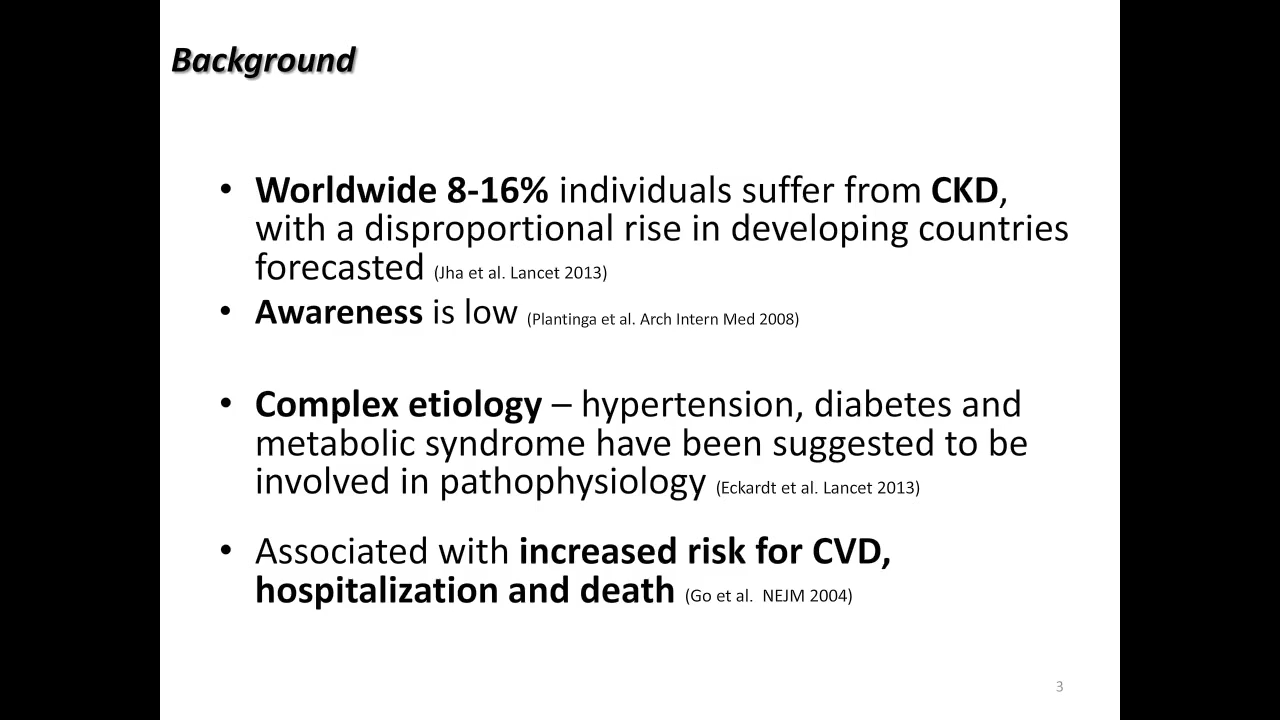 Background
• Worldwide 8-16% individuals suffer from CKD,
with a disproportional rise in developing countries
forecasted (Jha et al. Lancet 2013)
• Awareness is low (Plantinga et al. Arch Intern Med 2008)
• Complex etiology – hypertension, diabetes and
metabolic syndrome have been suggested to be
involved in pathophysiology (Eckardt et al. Lancet 2013)
• Associated with increased risk for CVD,
hospitalization and death (Go et al.  NEJM 2004)
3